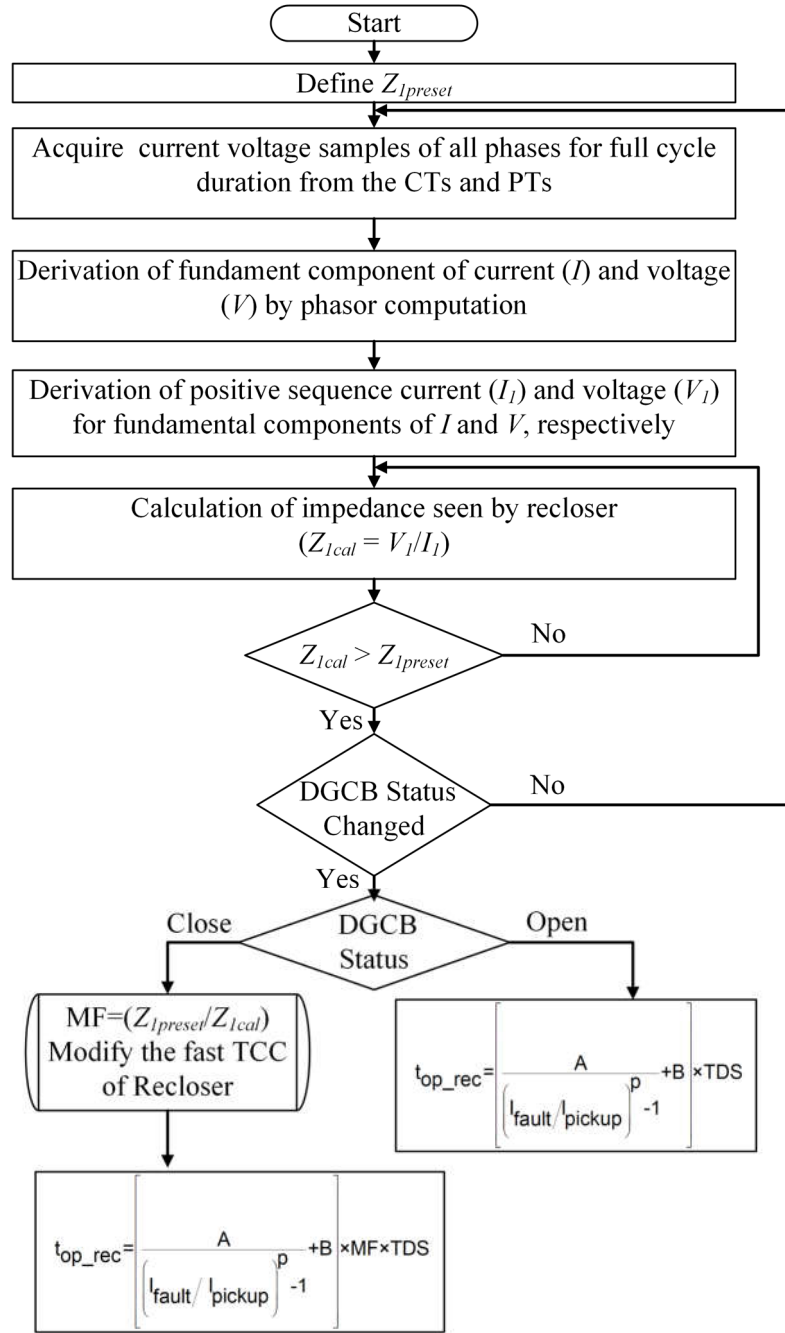 Start
Define Z1preset
Acquire current voltage samples of all phases for full cycle
duration from the CTs and PTs
Derivation of fundament component of current (I) and voltage
(V) by phasor computation
Derivation of positive sequence current (I1) and voltage (V1)
for fundamental components of I and V, respectively
Calculation of impedance seen by recloser
(Z1cal = V1/I1)
Z1cal > Z1preset
No
Yes
DGCB Status
Changed
No
Yes
Close
DGCB
Status
Open
MF=(Z1preset/Z1cal)
Modify the fast TCC
of Recloser
top_rec=[A/((Ifault/Ipickup)^p-1)+B]×TDS
top_rec=[A/((Ifault/Ipickup)^p-1)+B]×MF×TDS